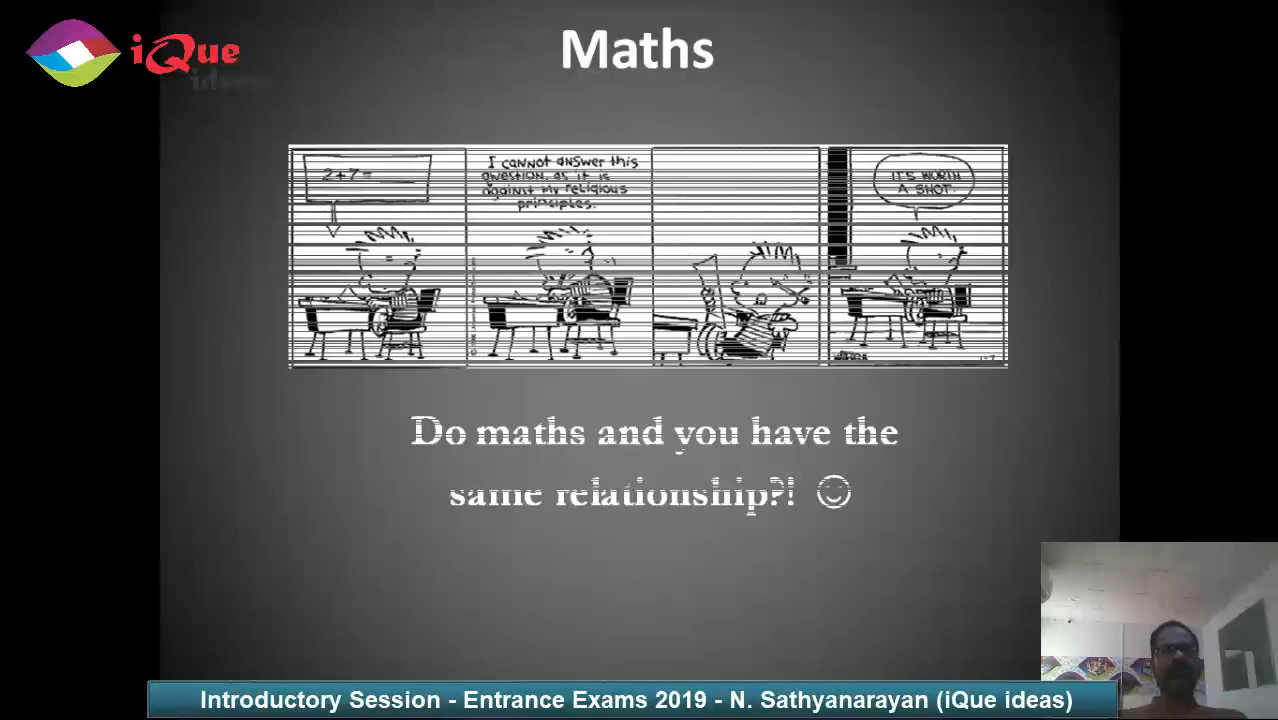 iQue
ideas
Maths
2+7=
I cannot answer this
question, as it is
against my religious
principles.
IT'S WORTH
A SHOT.
Do maths and you have the
same relationship?! ☺
Introductory Session - Entrance Exams 2019 - N. Sathyanarayan (iQue ideas)